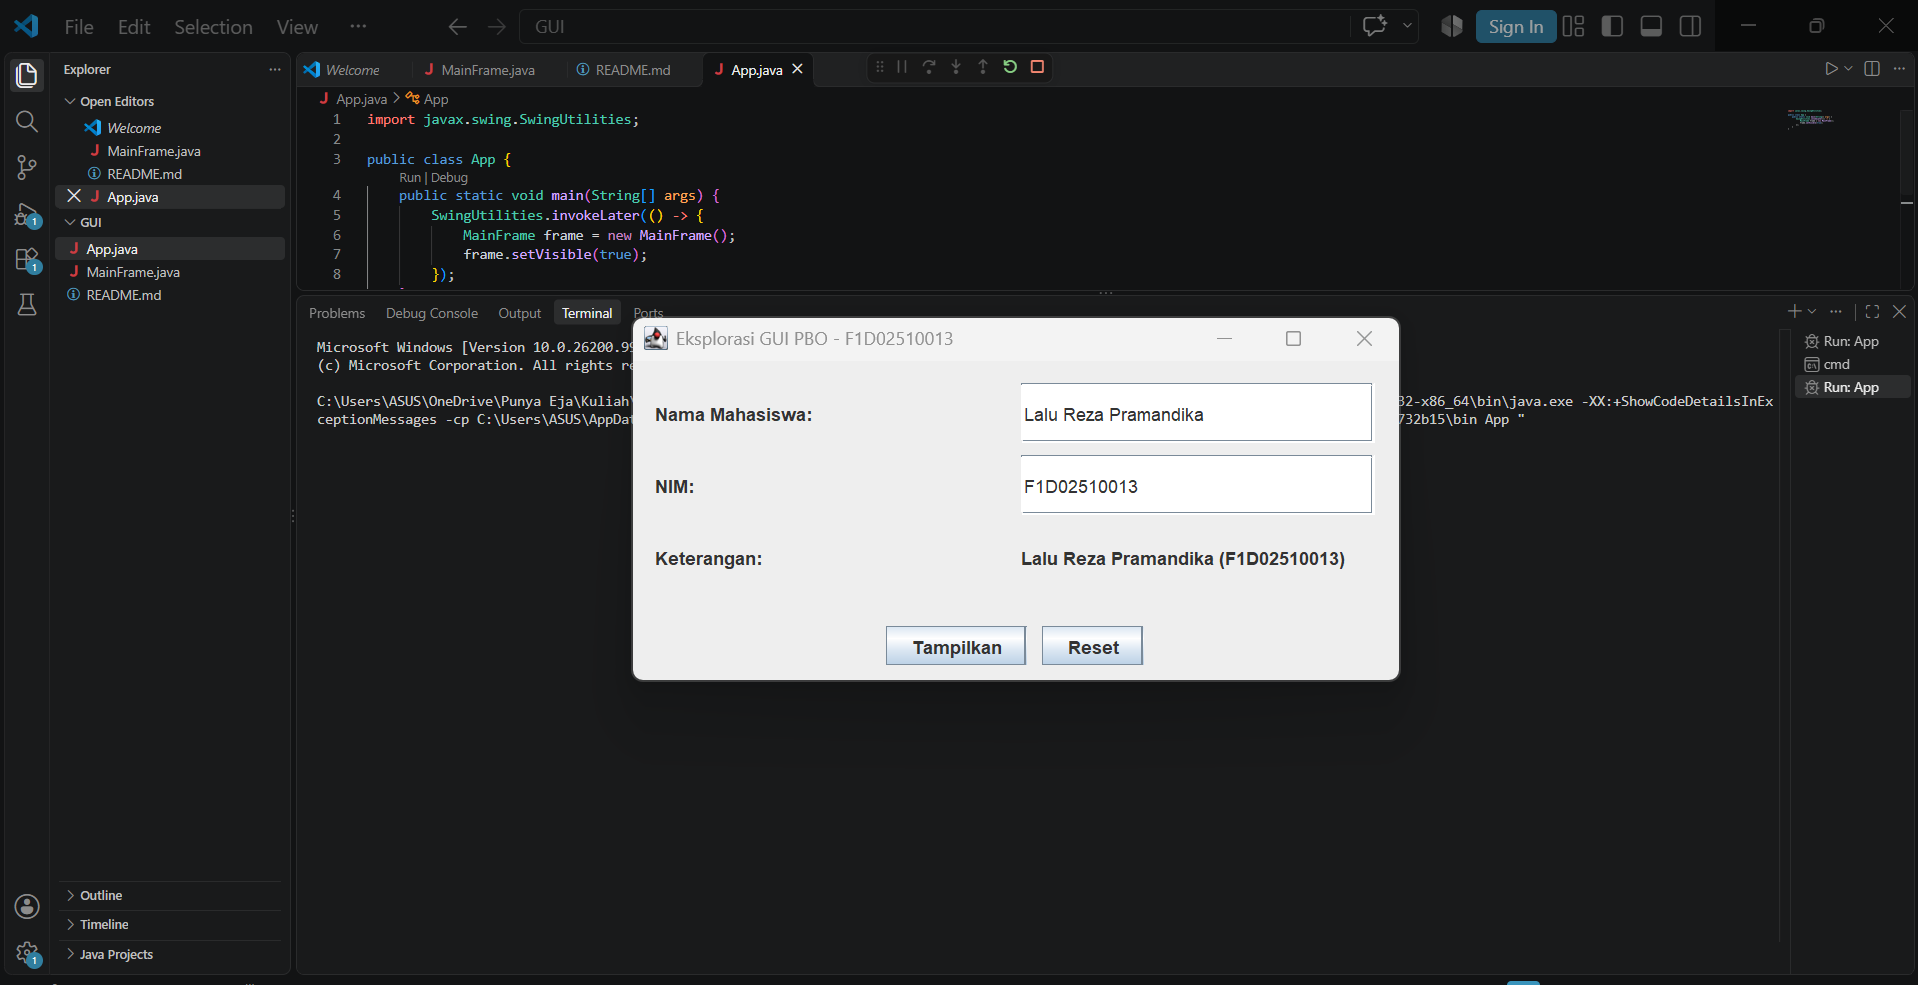 File Edit Selection View ··· GUI Sign In
Explorer ···
Open Editors
Welcome
MainFrame.java
README.md
App.java
GUI
App.java
MainFrame.java
README.md
Outline
Timeline
Java Projects
1
1
1
Welcome MainFrame.java README.md App.java
App.java > App
1 import javax.swing.SwingUtilities;
2
3 public class App {
Run | Debug
4 public static void main(String[] args) {
5 SwingUtilities.invokeLater(() -> {
6 MainFrame frame = new MainFrame();
7 frame.setVisible(true);
8 });
Problems Debug Console Output Terminal Ports
Microsoft Windows [Version 10.0.26200.
(c) Microsoft Corporation. All rights
C:\Users\ASUS\OneDrive\Punya Eja\Kuliah\ 32-x86_64\bin\java.exe -XX:+ShowCodeDetailsInEx
ceptionMessages -cp C:\Users\ASUS\AppDat 732b15\bin App "
Run: App
cmd
Run: App
Eksplorasi GUI PBO - F1D02510013
Nama Mahasiswa: Lalu Reza Pramandika
NIM: F1D02510013
Keterangan: Lalu Reza Pramandika (F1D02510013)
Tampilkan Reset